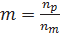 m = n_p / n_m